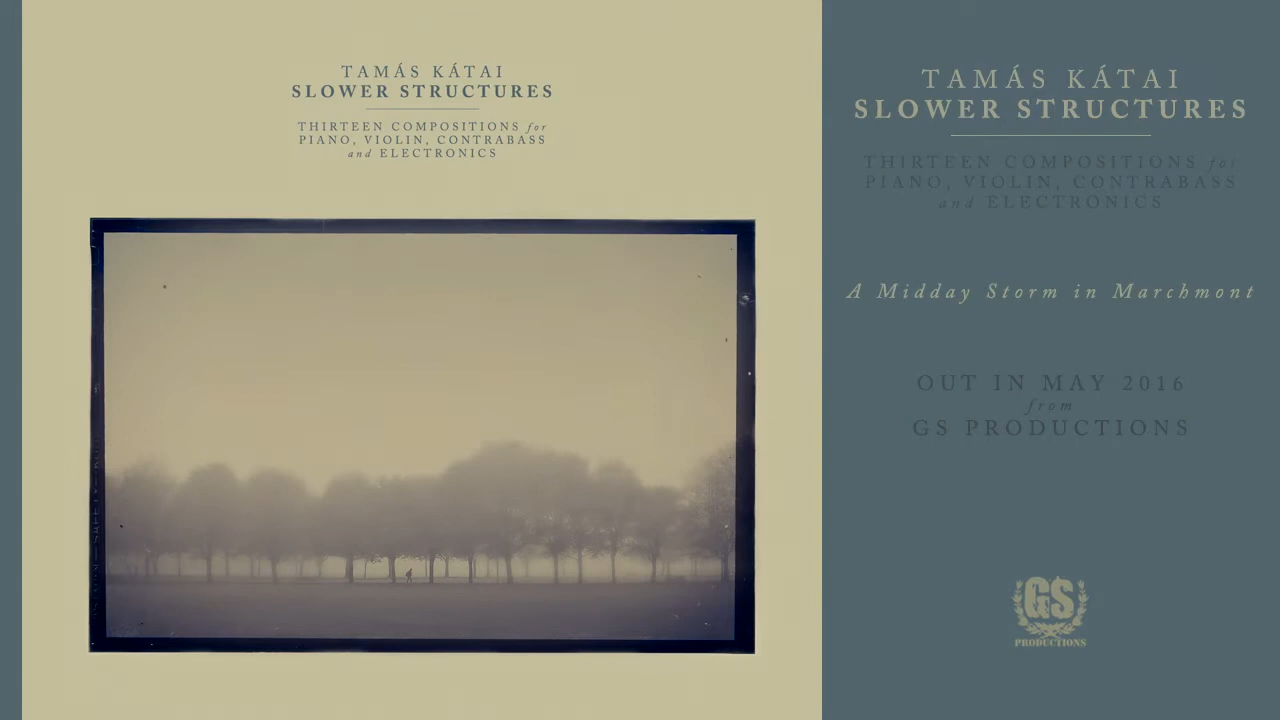 TAMÁS KÁTAI
SLOWER STRUCTURES
THIRTEEN COMPOSITIONS for
PIANO, VIOLIN, CONTRABASS
and ELECTRONICS
TAMÁS KÁTAI
SLOWER STRUCTURES
THIRTEEN COMPOSITIONS for
PIANO, VIOLIN, CONTRABASS
and ELECTRONICS
A Midday Storm in Marchmont
OUT IN MAY 2016
from
GS PRODUCTIONS
GS
PRODUCTIONS